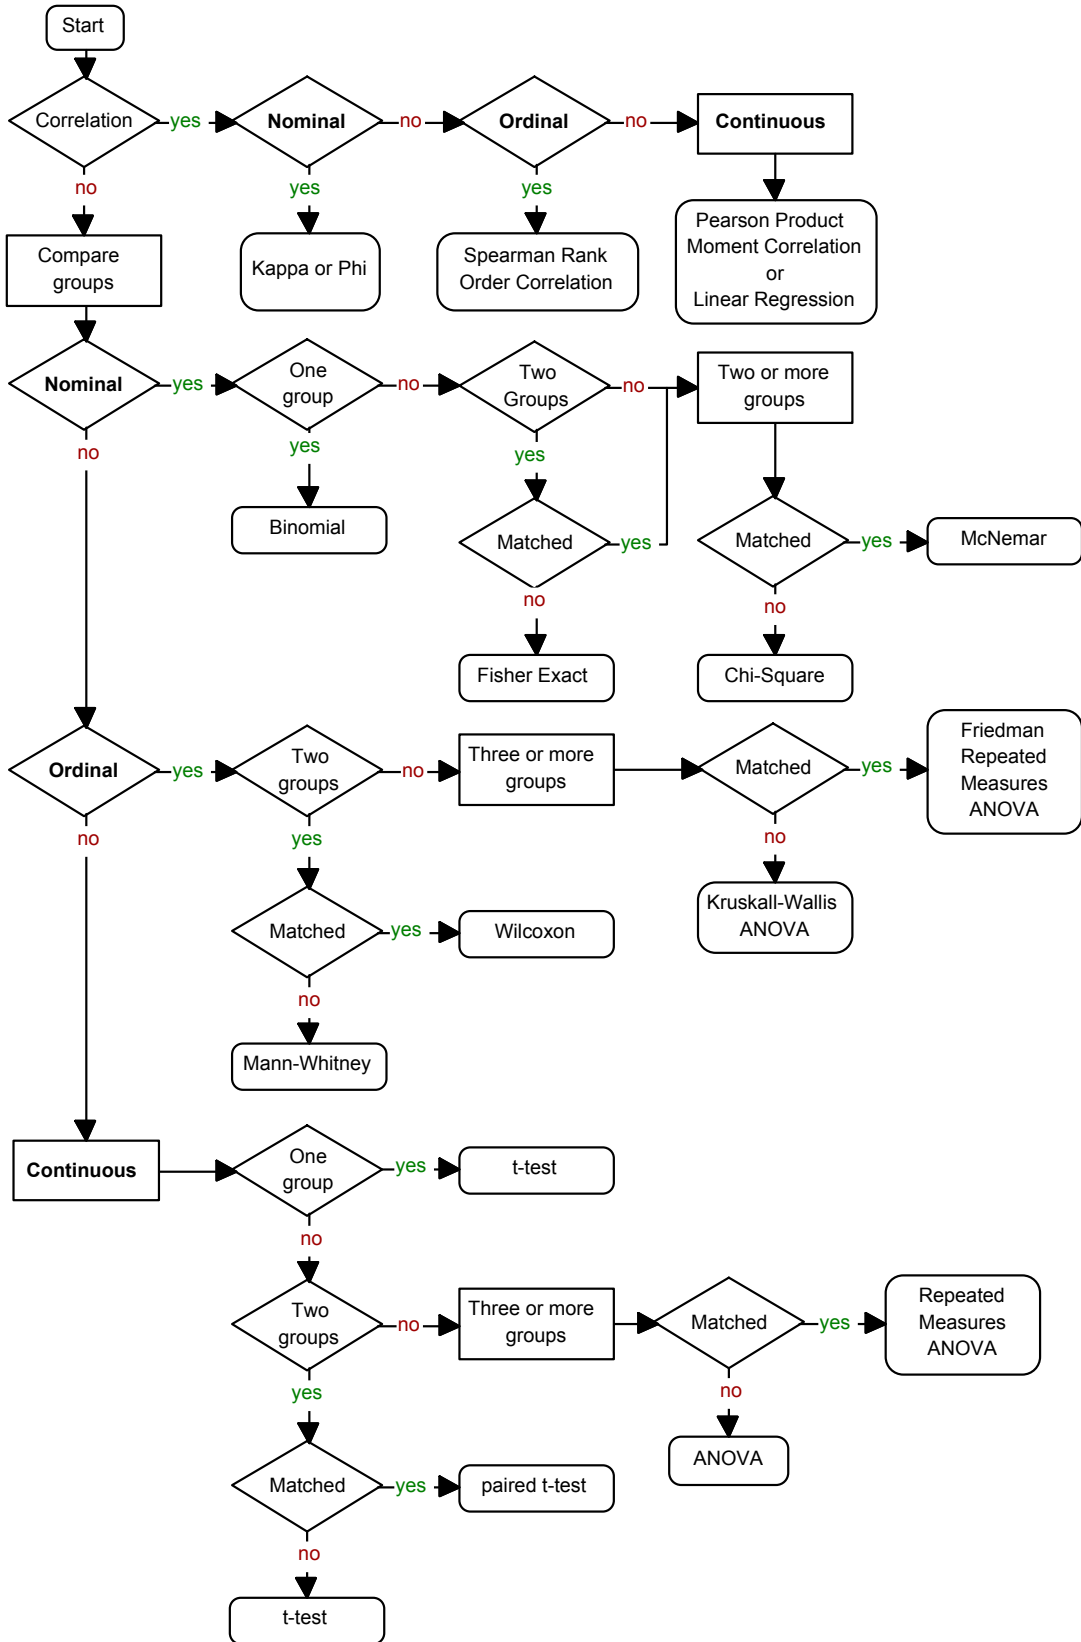 Start
Correlation
yes
Nominal
no
Ordinal
no
Continuous
no
yes
yes
Compare
groups
Kappa or Phi
Spearman Rank
Order Correlation
Pearson Product
Moment Correlation
or
Linear Regression
Nominal
yes
One
group
no
Two
Groups
no
Two or more
groups
no
yes
yes
Binomial
Matched
yes
Matched
yes
McNemar
no
no
Fisher Exact
Chi-Square
Ordinal
yes
Two
groups
no
Three or more
groups
Matched
yes
Friedman
Repeated
Measures
ANOVA
no
yes
no
Kruskall-Wallis
ANOVA
Matched
yes
Wilcoxon
no
Mann-Whitney
Continuous
One
group
yes
t-test
no
Two
groups
no
Three or more
groups
Matched
yes
Repeated
Measures
ANOVA
yes
no
ANOVA
Matched
yes
paired t-test
no
t-test